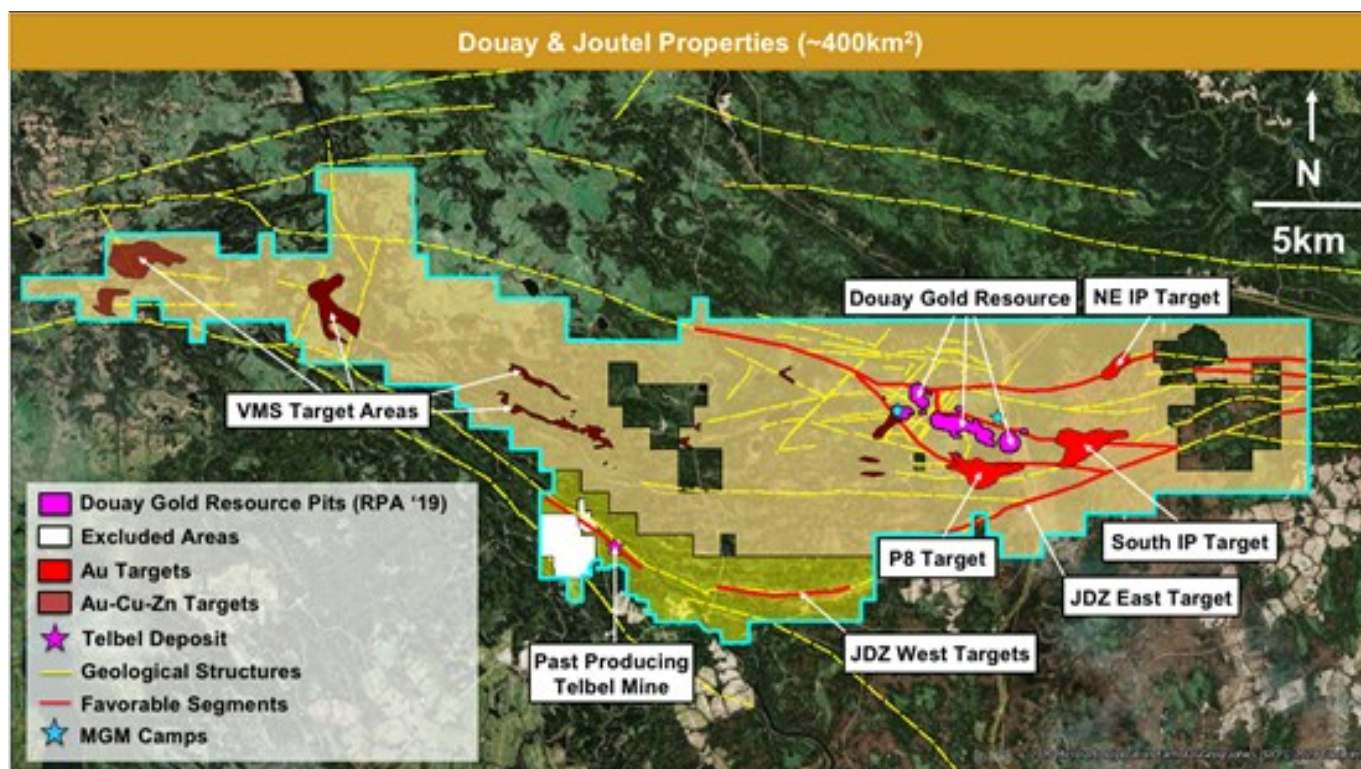 Douay & Joutel Properties (~400km²)
N
5km
Douay Gold Resource
NE IP Target
VMS Target Areas
Douay Gold Resource Pits (RPA '19)
Excluded Areas
Au Targets
Au-Cu-Zn Targets
Telbel Deposit
Geological Structures
Favorable Segments
MGM Camps
Past Producing
Telbel Mine
P8 Target
South IP Target
JDZ East Target
JDZ West Targets